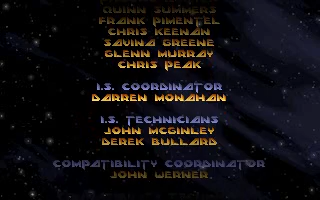 QUINN SUMMERS
FRANK PIMENTEL
CHRIS KEENAN
SAVINA GREENE
GLENN MURRAY
CHRIS PEAK
I.S. COORDINATOR
DARREN MONAHAN
I.S. TECHNICIANS
JOHN MCGINLEY
DEREK BULLARD
COMPATIBILITY COORDINATOR
JOHN WERNER